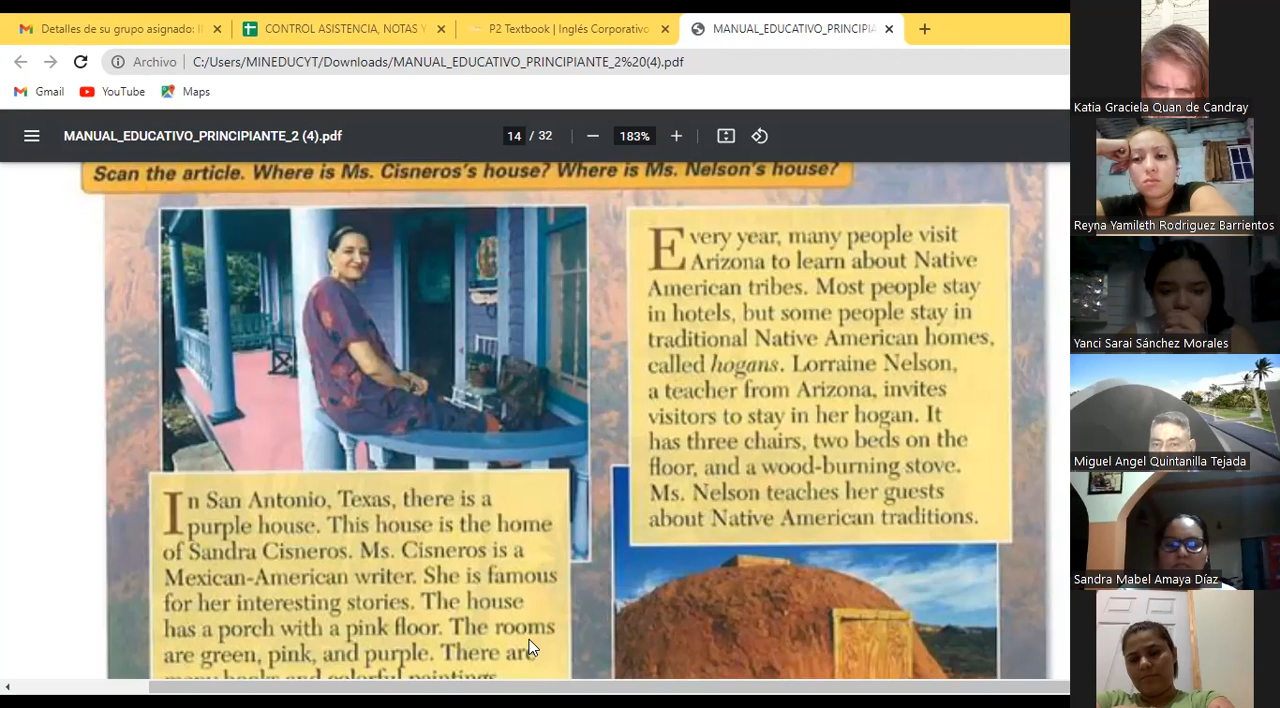 Detalles de su grupo asignado: I
CONTROL ASISTENCIA, NOTAS Y
P2 Textbook | Inglés Corporativo
MANUAL_EDUCATIVO_PRINCIPIA
Archivo
C:/Users/MINEDUCYT/Downloads/MANUAL_EDUCATIVO_PRINCIPIANTE_2%20(4).pdf
Gmail
YouTube
Maps
MANUAL_EDUCATIVO_PRINCIPIANTE_2 (4).pdf
14 / 32
183%
Scan the article. Where is Ms. Cisneros's house? Where is Ms. Nelson's house?
In San Antonio, Texas, there is a
purple house. This house is the home
of Sandra Cisneros. Ms. Cisneros is a
Mexican-American writer. She is famous
for her interesting stories. The house
has a porch with a pink floor. The rooms
are green, pink, and purple. There are
many books and colorful paintings
Every year, many people visit
Arizona to learn about Native
American tribes. Most people stay
in hotels, but some people stay in
traditional Native American homes,
called hogans. Lorraine Nelson,
a teacher from Arizona, invites
visitors to stay in her hogan. It
has three chairs, two beds on the
floor, and a wood-burning stove.
Ms. Nelson teaches her guests
about Native American traditions.
Katia Graciela Quan de Candray
Reyna Yamileth Rodriguez Barrientos
Yanci Sarai Sánchez Morales
Miguel Angel Quintanilla Tejada
Sandra Mabel Amaya Díaz